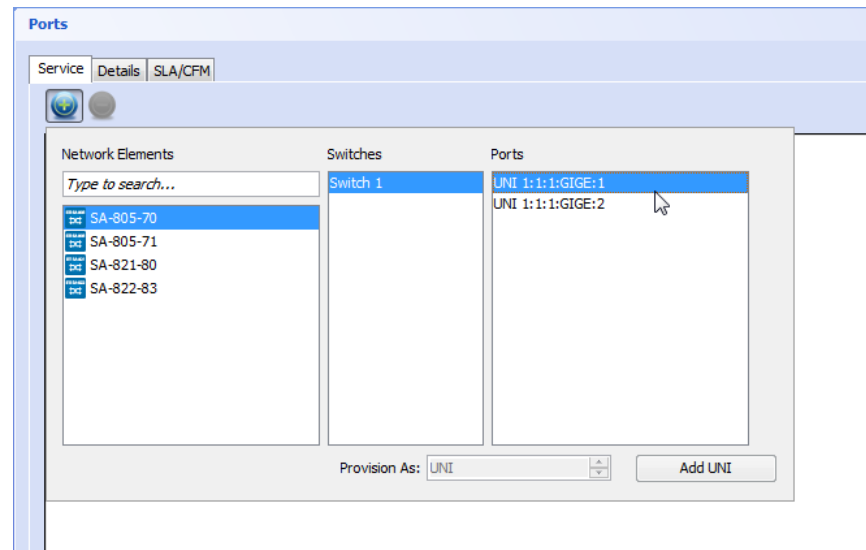 Ports
Service Details SLA/CFM
Network Elements Switches Ports
Type to search... Switch 1 UNI 1:1:1:GIGE:1
UNI 1:1:1:GIGE:2
SA-805-70
SA-805-71
SA-821-80
SA-822-83
Provision As: UNI Add UNI